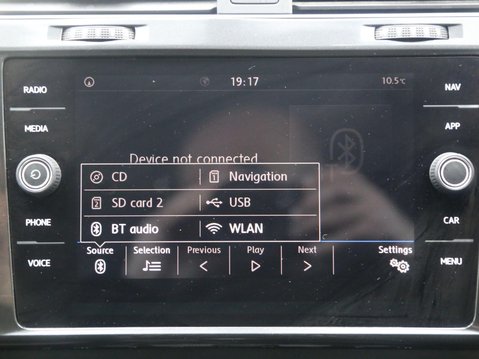 RADIO
MEDIA
PHONE
VOICE
19:17
10.5°C
Device not connected
CD
Navigation
SD card 2
USB
BT audio
WLAN
Source
Selection
Previous
Play
Next
Settings
NAV
APP
CAR
MENU